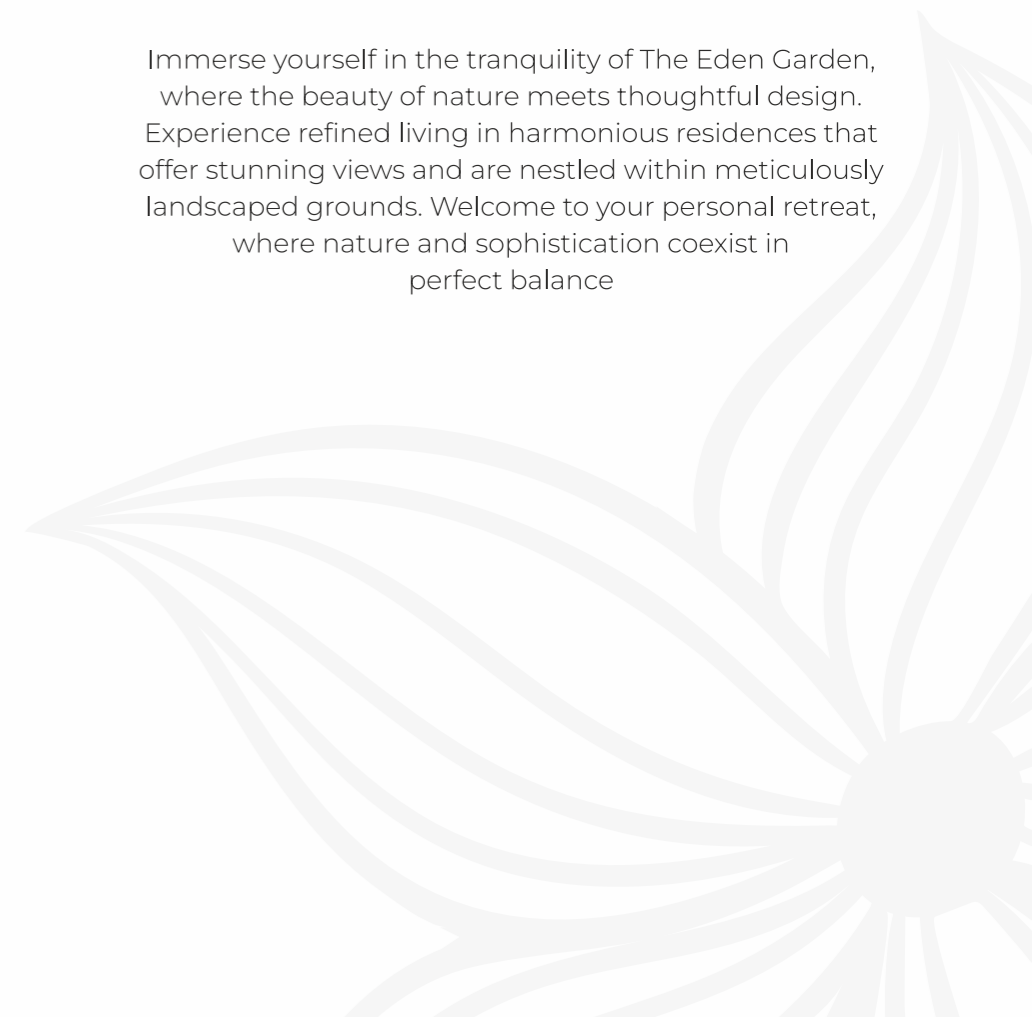 Immerse yourself in the tranquility of The Eden Garden,
where the beauty of nature meets thoughtful design.
Experience refined living in harmonious residences that
offer stunning views and are nestled within meticulously
landscaped grounds. Welcome to your personal retreat,
where nature and sophistication coexist in
perfect balance